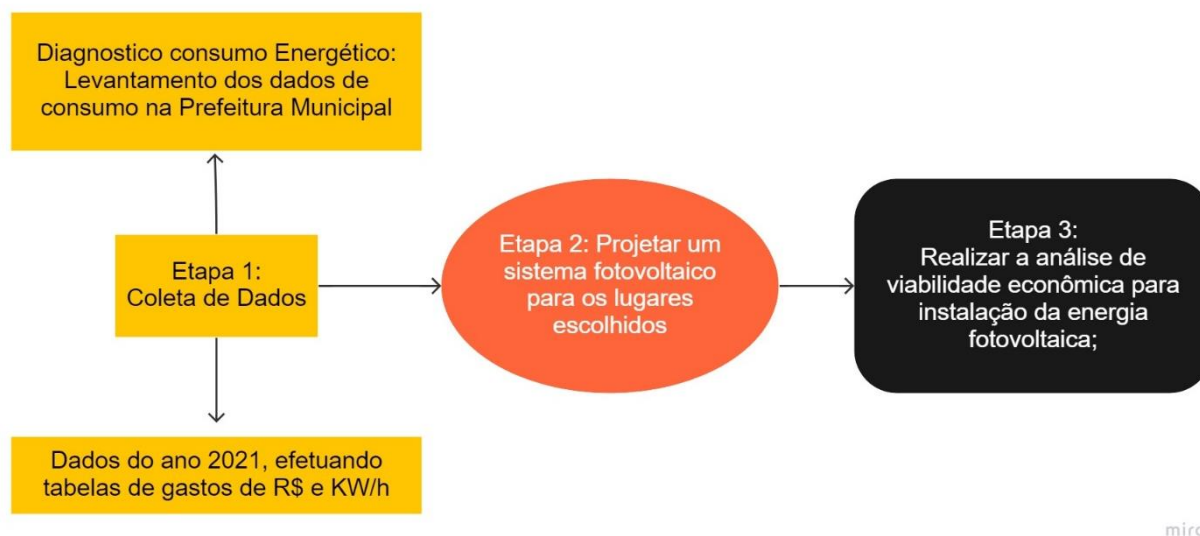 Diagnostico consumo Energético:
Levantamento dos dados de
consumo na Prefeitura Municipal
Etapa 1:
Coleta de Dados
Dados do ano 2021, efetuando
tabelas de gastos de R$ e KW/h
Etapa 2: Projetar um
sistema fotovoltaico
para os lugares
escolhidos
Etapa 3:
Realizar a análise de
viabilidade econômica para
instalação da energia
fotovoltaica;
miro